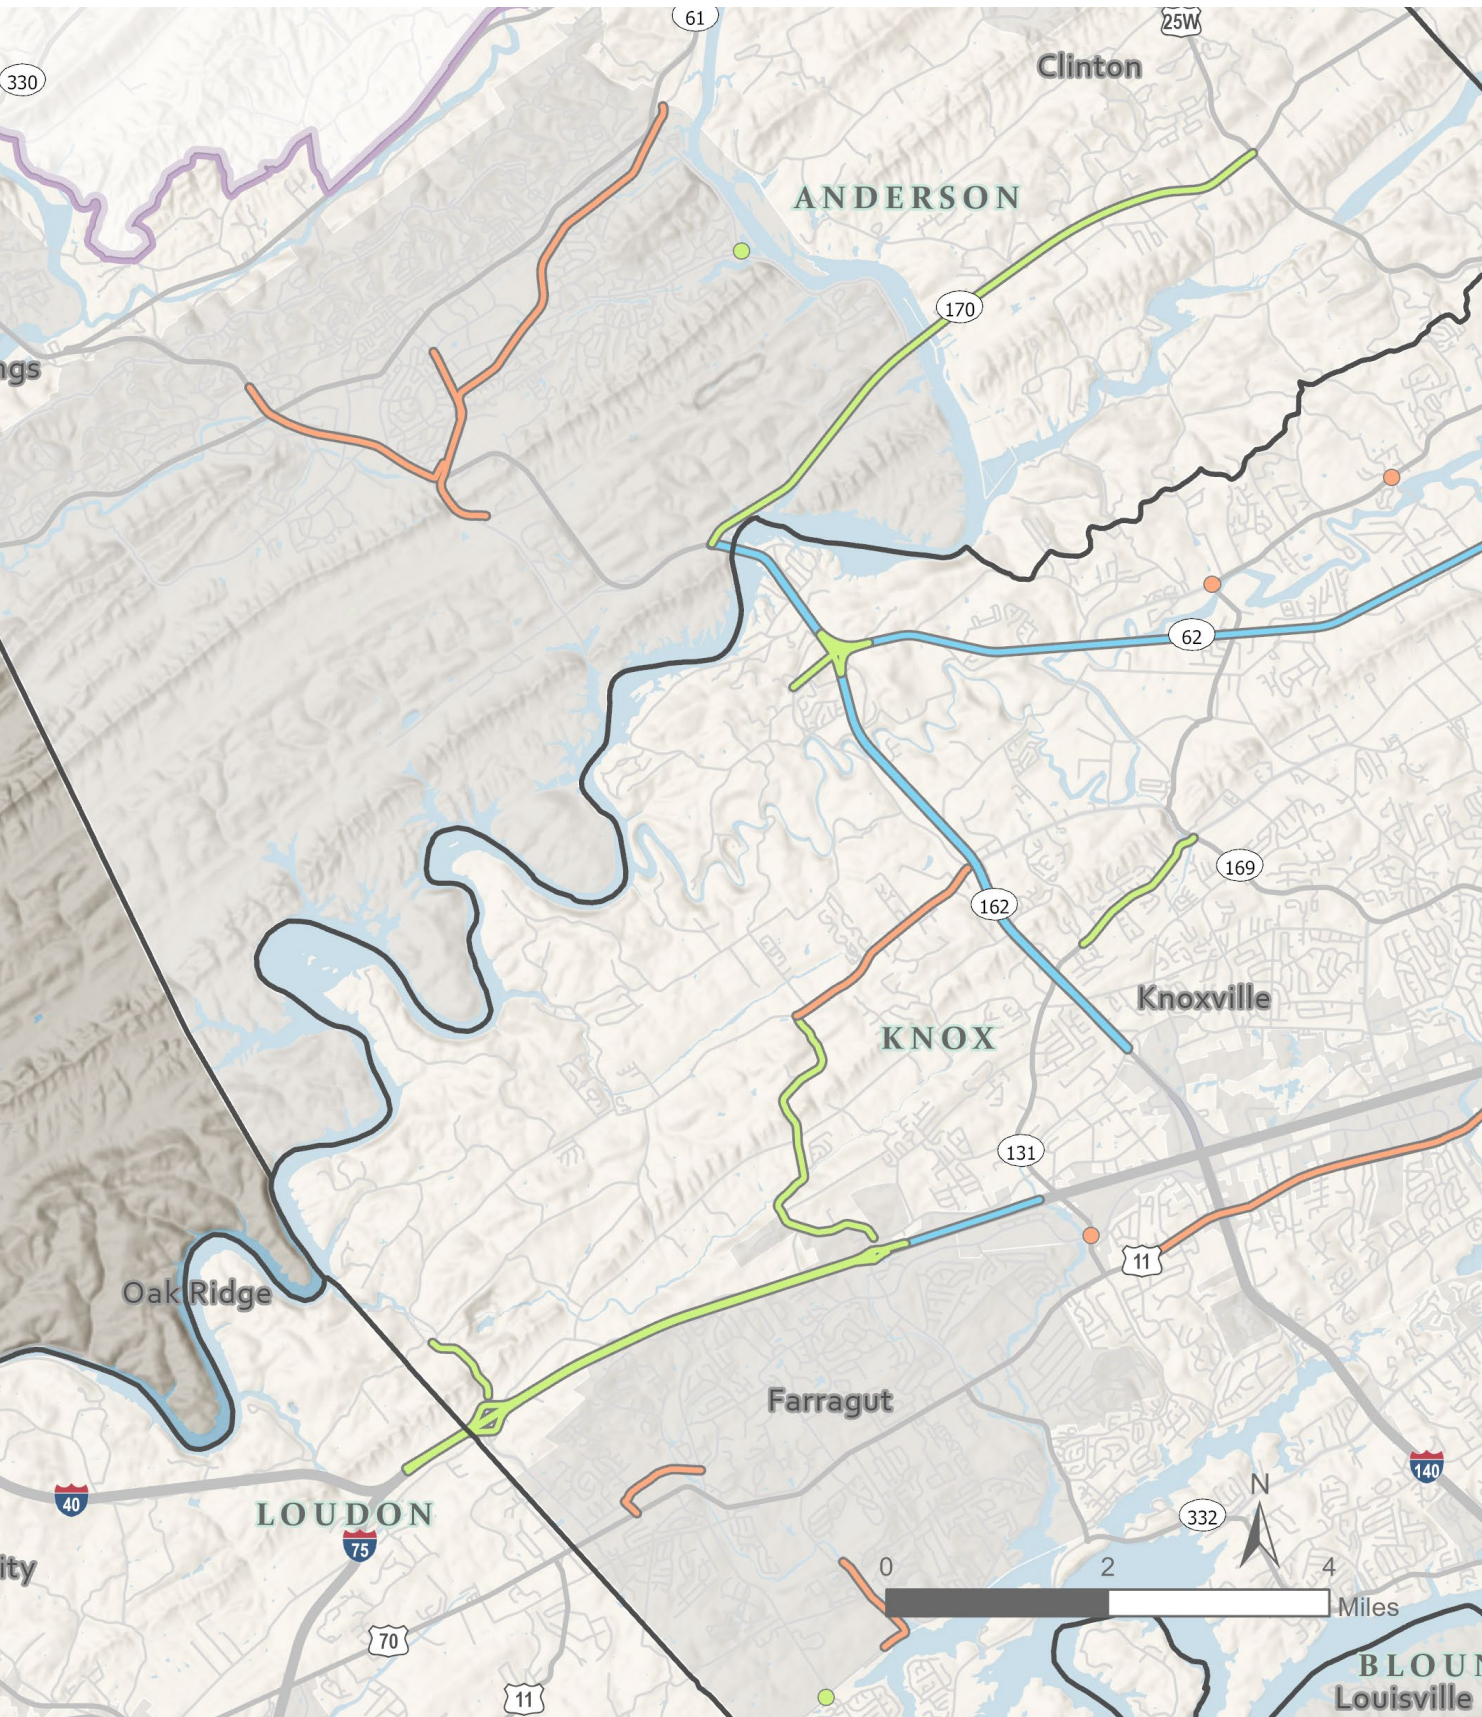 61
25W
Clinton
330
ANDERSON
170
ngs
62
169
162
Knoxville
KNOX
131
11
Oak Ridge
Farragut
140
40
N
LOUDON
332
75
ity
0 2 4
Miles
70
BLOUN
11
Louisville